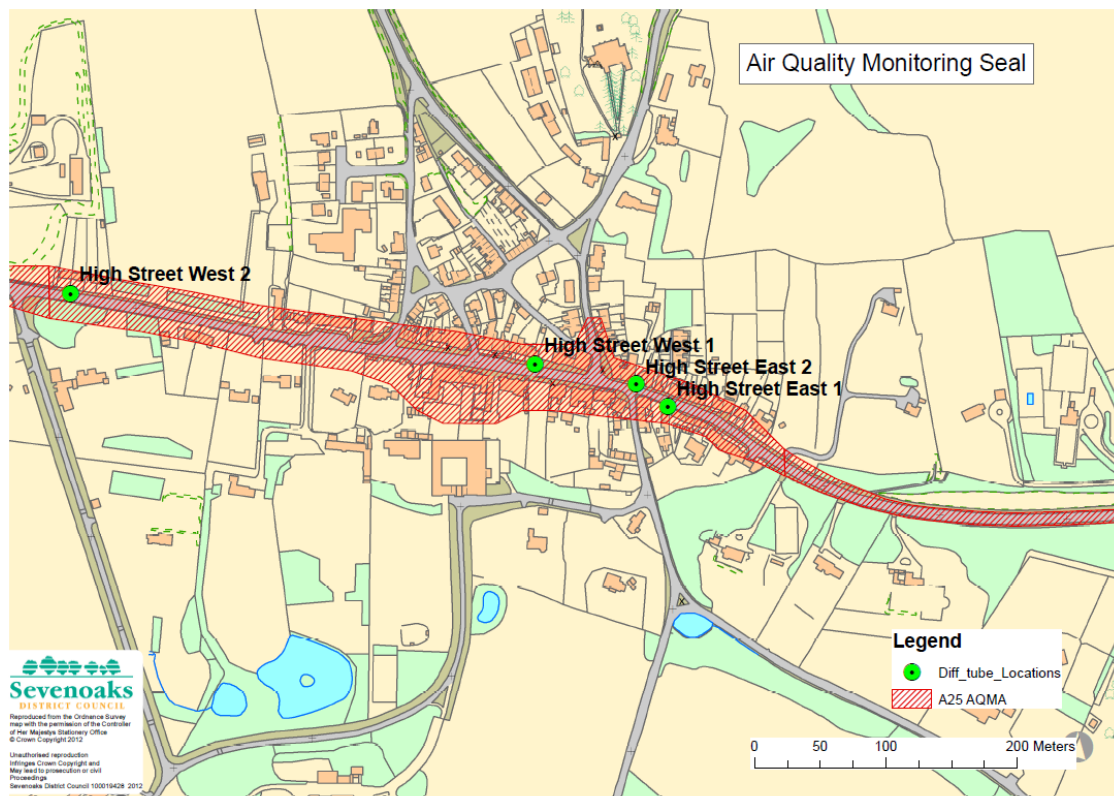 Air Quality Monitoring Seal
High Street West 2
High Street West 1
High Street East 2
High Street East 1
Legend
Diff_tube_Locations
A25 AQMA
0 50 100 200 Meters
Sevenoaks
DISTRICT COUNCIL
Reproduced from the Ordnance Survey
map with the permission of the Controller
of Her Majestys Stationery Office
© Crown Copyright 2012
Unauthorised reproduction
Infringes Crown Copyright and
May lead to prosecution or civil
Proceedings
Sevenoaks District Council 100019428 2012